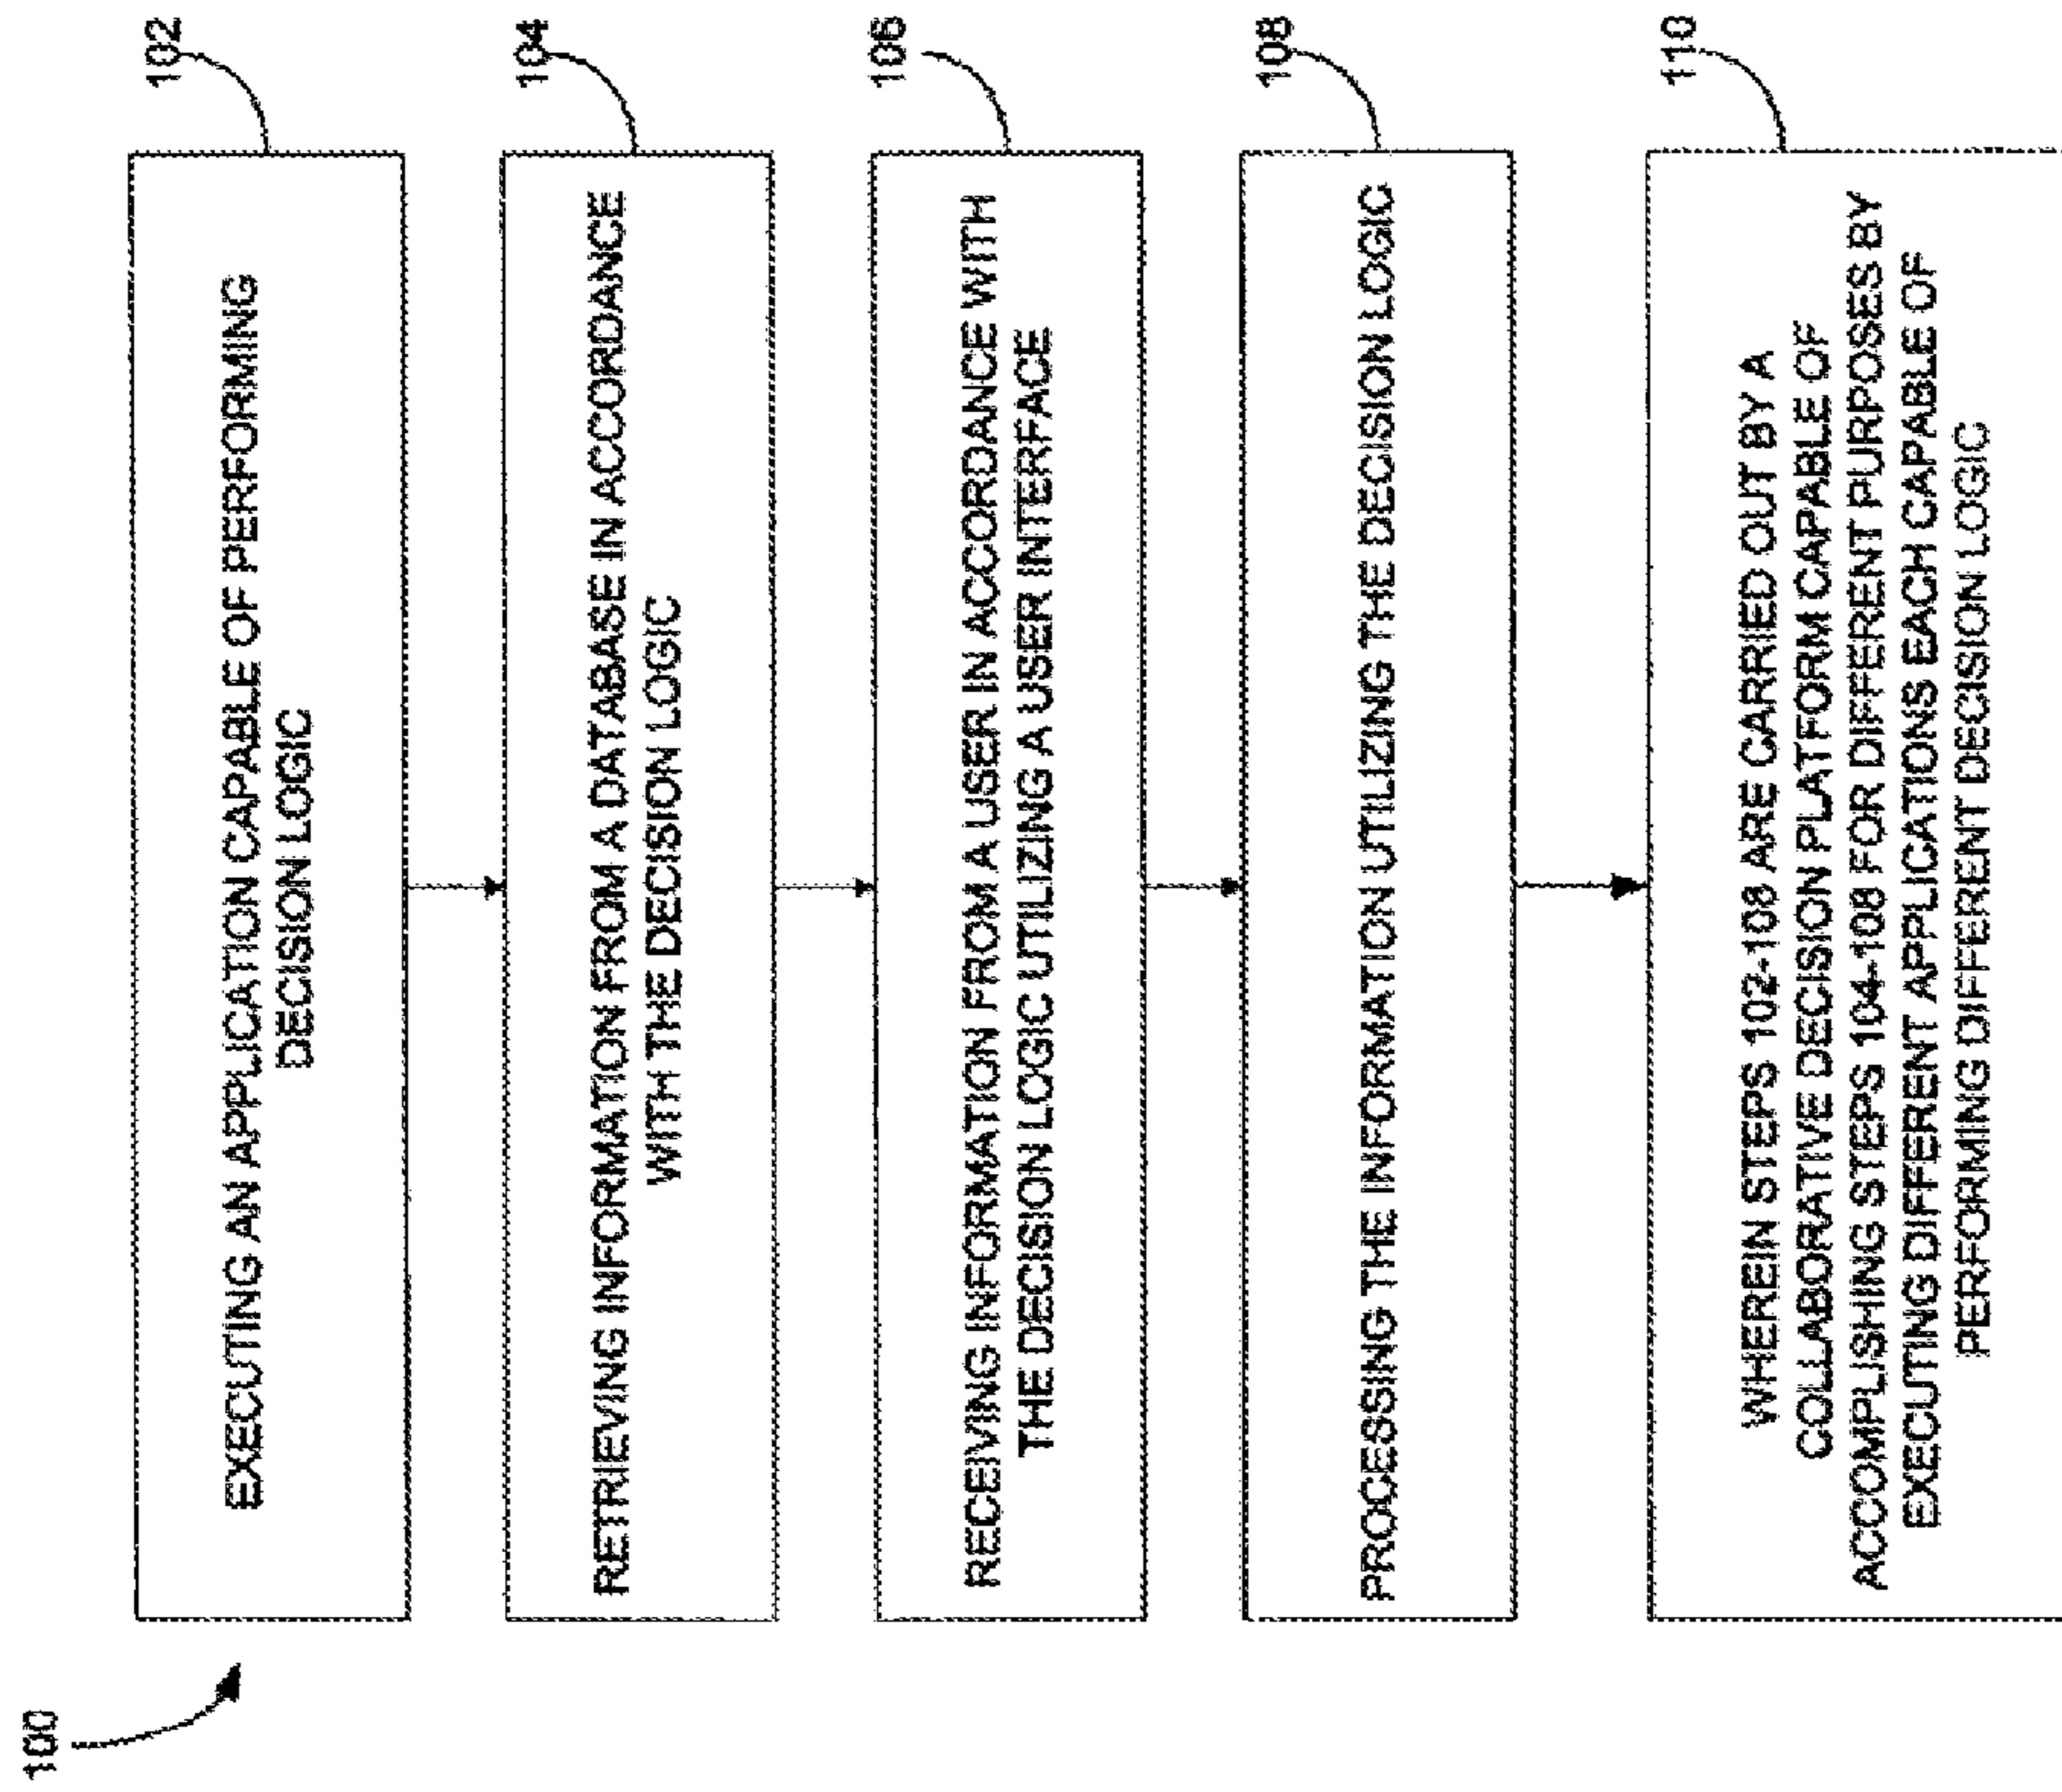 100
102
EXECUTING AN APPLICATION CAPABLE OF PERFORMING
DECISION LOGIC
104
RETRIEVING INFORMATION FROM A DATABASE IN ACCORDANCE
WITH THE DECISION LOGIC
106
RECEIVING INFORMATION FROM A USER IN ACCORDANCE WITH
THE DECISION LOGIC UTILIZING A USER INTERFACE
108
PROCESSING THE INFORMATION UTILIZING THE DECISION LOGIC
110
WHEREIN STEPS 102-108 ARE CARRIED OUT BY A
COLLABORATIVE DECISION PLATFORM CAPABLE OF
ACCOMPLISHING STEPS 104-108 FOR DIFFERENT PURPOSES BY
EXECUTING DIFFERENT APPLICATIONS EACH CAPABLE OF
PERFORMING DIFFERENT DECISION LOGIC